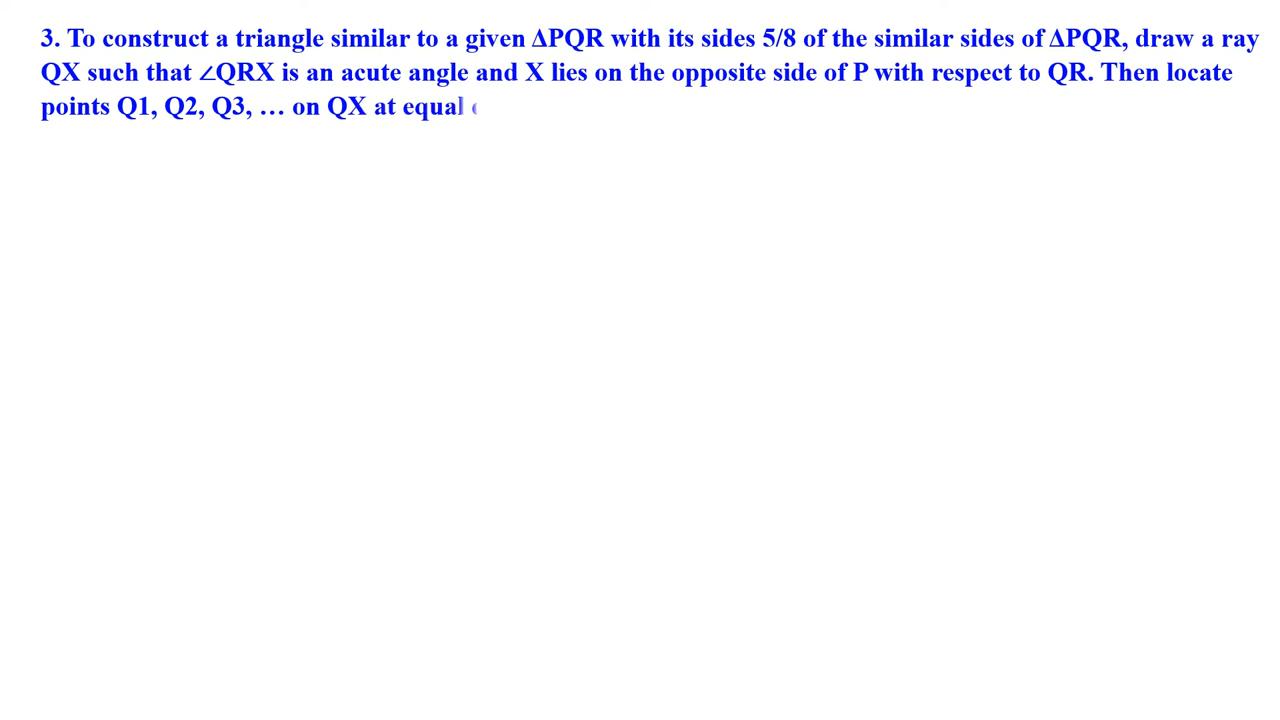 3. To construct a triangle similar to a given ΔPQR with its sides 5/8 of the similar sides of ΔPQR, draw a ray
QX such that ∠QRX is an acute angle and X lies on the opposite side of P with respect to QR. Then locate
points Q1, Q2, Q3, … on QX at equal